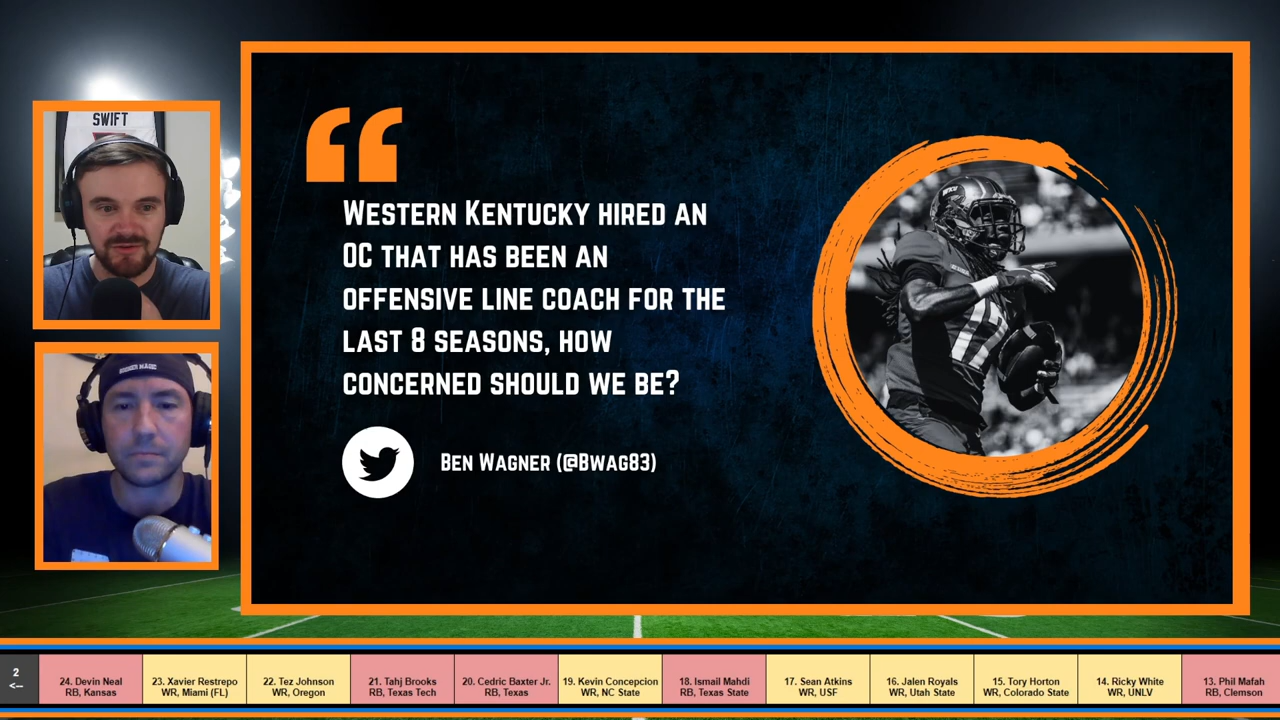 SWIFT
“
WESTERN KENTUCKY HIRED AN
OC THAT HAS BEEN AN
OFFENSIVE LINE COACH FOR THE
LAST 8 SEASONS, HOW
CONCERNED SHOULD WE BE?
BEN WAGNER (@BWAG83)
WKU
17
2
<--
24. Devin Neal
RB, Kansas
23. Xavier Restrepo
WR, Miami (FL)
22. Tez Johnson
WR, Oregon
21. Tahj Brooks
RB, Texas Tech
20. Cedric Baxter Jr.
RB, Texas
19. Kevin Concepcion
WR, NC State
18. Ismail Mahdi
RB, Texas State
17. Sean Atkins
WR, USF
16. Jalen Royals
WR, Utah State
15. Tory Horton
WR, Colorado State
14. Ricky White
WR, UNLV
13. Phil Mafah
RB, Clemson